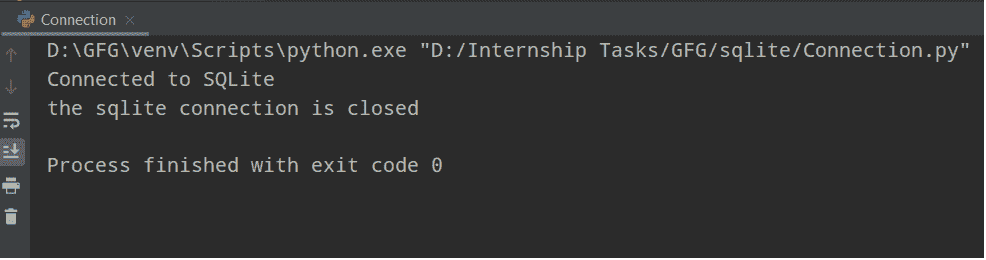 Connection
D:\GFG\venv\Scripts\python.exe "D:/Internship Tasks/GFG/sqlite/Connection.py"
Connected to SQLite
the sqlite connection is closed
Process finished with exit code 0